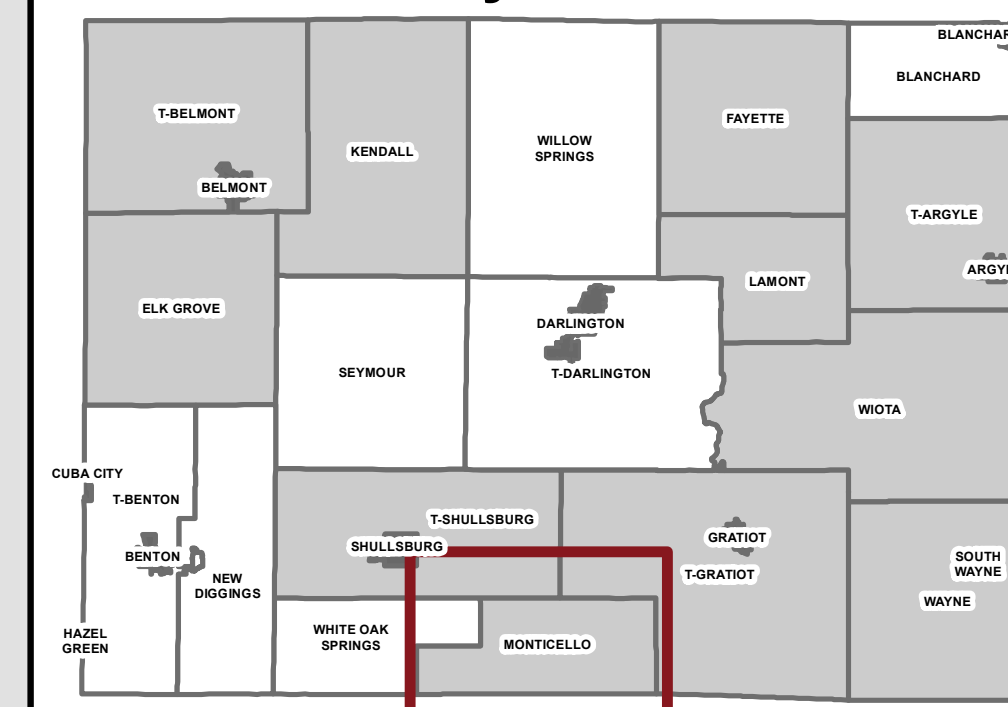 BLANCHAR
BLANCHARD
T-BELMONT
FAYETTE
WILLOW
SPRINGS
KENDALL
BELMONT
T-ARGYLE
ARGY
LAMONT
ELK GROVE
DARLINGTON
SEYMOUR
T-DARLINGTON
WIOTA
CUBA CITY
T-BENTON
T-SHULLSBURG
GRATIOT
SHULLSBURG
BENTON
SOUTH
WAYNE
T-GRATIOT
NEW
DIGGINGS
WAYNE
WHITE OAK
SPRINGS
HAZEL
GREEN
MONTICELLO